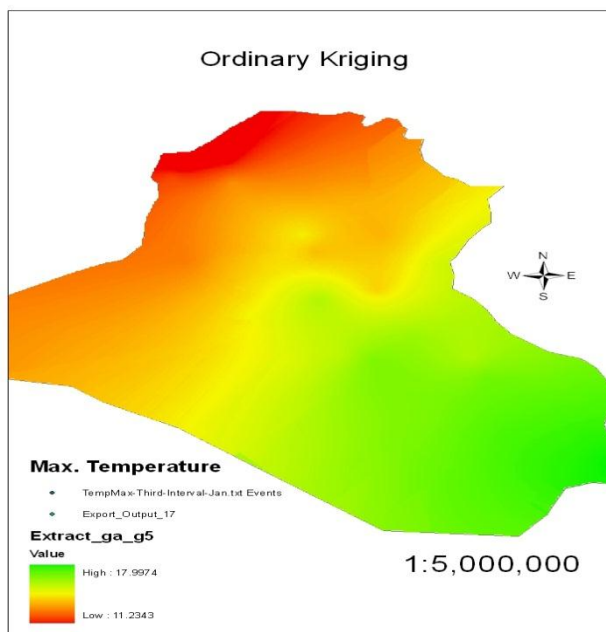 Ordinary Kriging
N
W E
S
Max. Temperature
TempMax-Third-Interval-Jan.txt Events
Export_Output_17
Extract_ga_g5
Value
High : 17.9974
Low : 11.2343
1:5,000,000